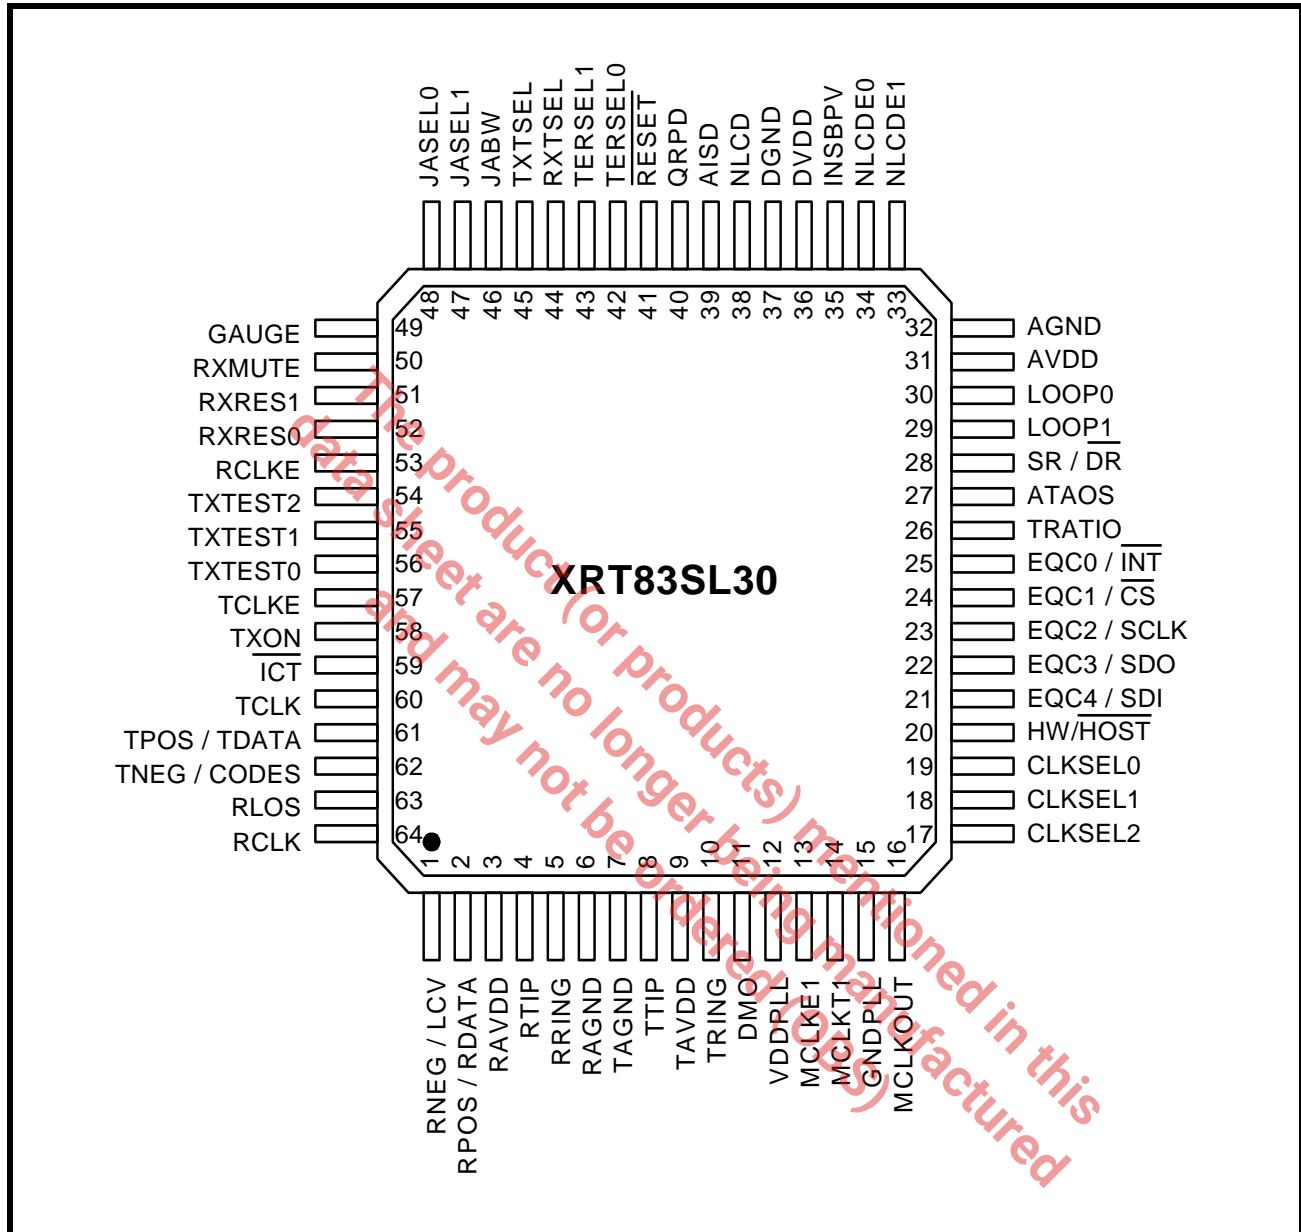 JASEL0
JASEL1
JABW
TXTSEL
RXTSEL
TERSEL1
TERSEL0
RESET
QRPD
AISD
NLCD
DGND
DVDD
INSBPV
NLCDE0
NLCDE1
48
47
46
45
44
43
42
41
40
39
38
37
36
35
34
33
GAUGE 49
RXMUTE 50
RXRES1 51
RXRES0 52
RCLKE 53
TXTEST2 54
TXTEST1 55
TXTEST0 56
TCLKE 57
TXON 58
ICT 59
TCLK 60
TPOS / TDATA 61
TNEG / CODES 62
RLOS 63
RCLK 64
XRT83SL30
32 AGND
31 AVDD
30 LOOP0
29 LOOP1
28 SR / DR
27 ATAOS
26 TRATIO
25 EQC0 / INT
24 EQC1 / CS
23 EQC2 / SCLK
22 EQC3 / SDO
21 EQC4 / SDI
20 HW/HOST
19 CLKSEL0
18 CLKSEL1
17 CLKSEL2
1
2
3
4
5
6
7
8
9
10
11
12
13
14
15
16
RNEG / LCV
RPOS / RDATA
RAVDD
RTIP
RRING
RAGND
TAGND
TTIP
TAVDD
TRING
DMO
VDDPLL
MCLKE1
MCLKT1
GNDPLL
MCLKOUT
The product (or products) mentioned in this
data sheet are no longer being manufactured
and may not be ordered (OBS)